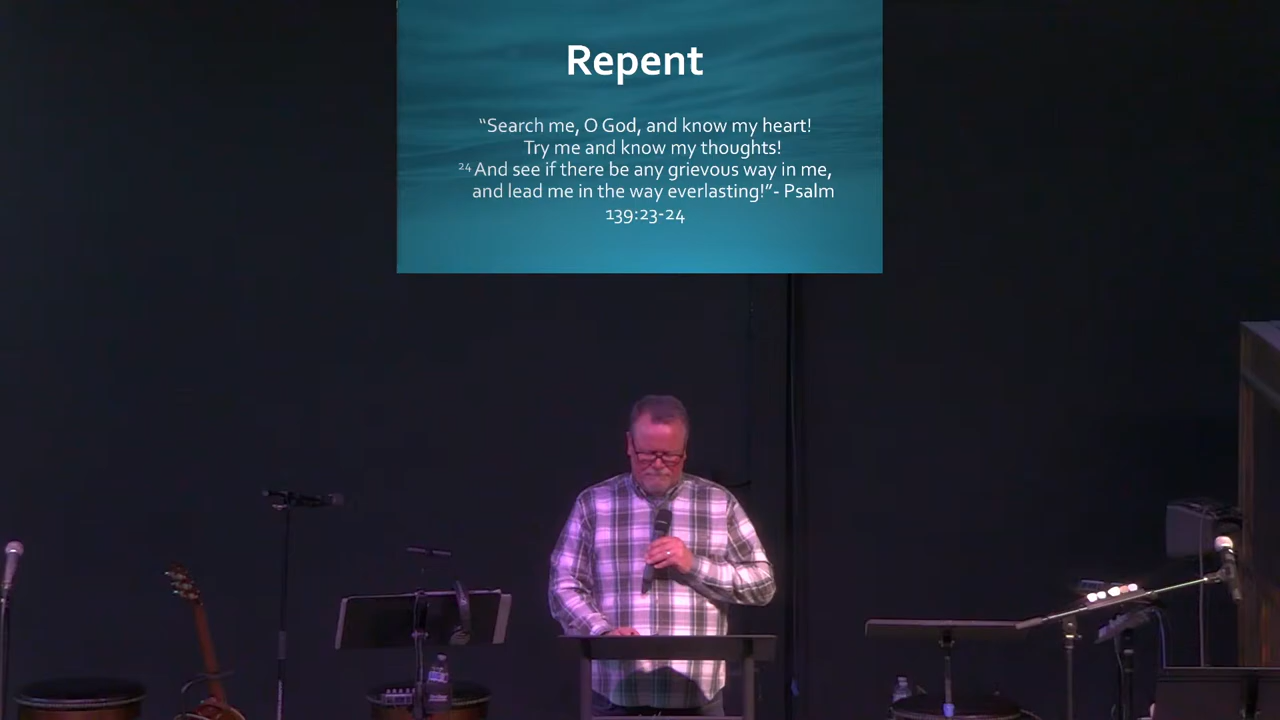 Repent
“Search me, O God, and know my heart!
Try me and know my thoughts!
24 And see if there be any grievous way in me,
and lead me in the way everlasting!”- Psalm
139:23-24